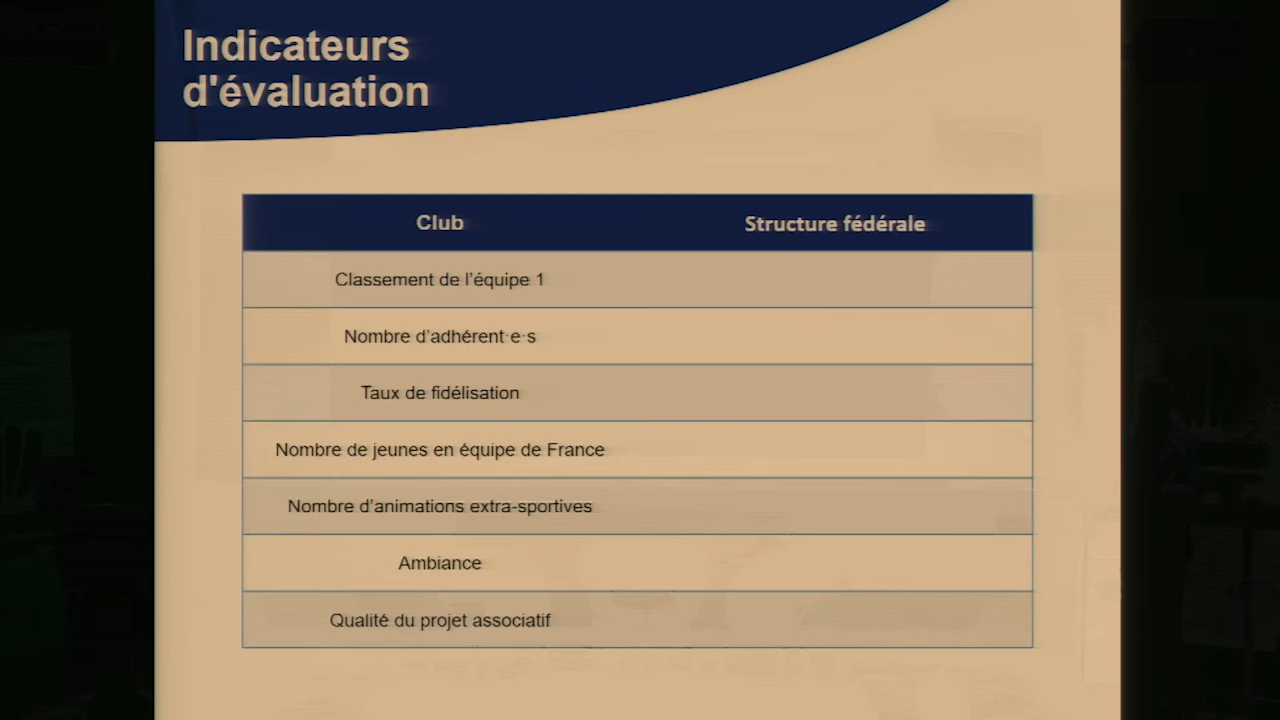 Indicateurs
d'évaluation
Club Structure fédérale
Classement de l’équipe 1
Nombre d’adhérent·e·s
Taux de fidélisation
Nombre de jeunes en équipe de France
Nombre d’animations extra-sportives
Ambiance
Qualité du projet associatif